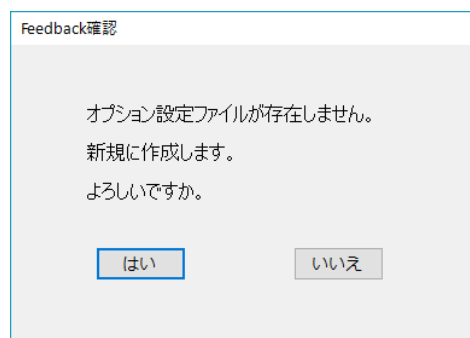 Feedback確認
オプション設定ファイルが存在しません。
新規に作成します。
よろしいですか。
はい
いいえ